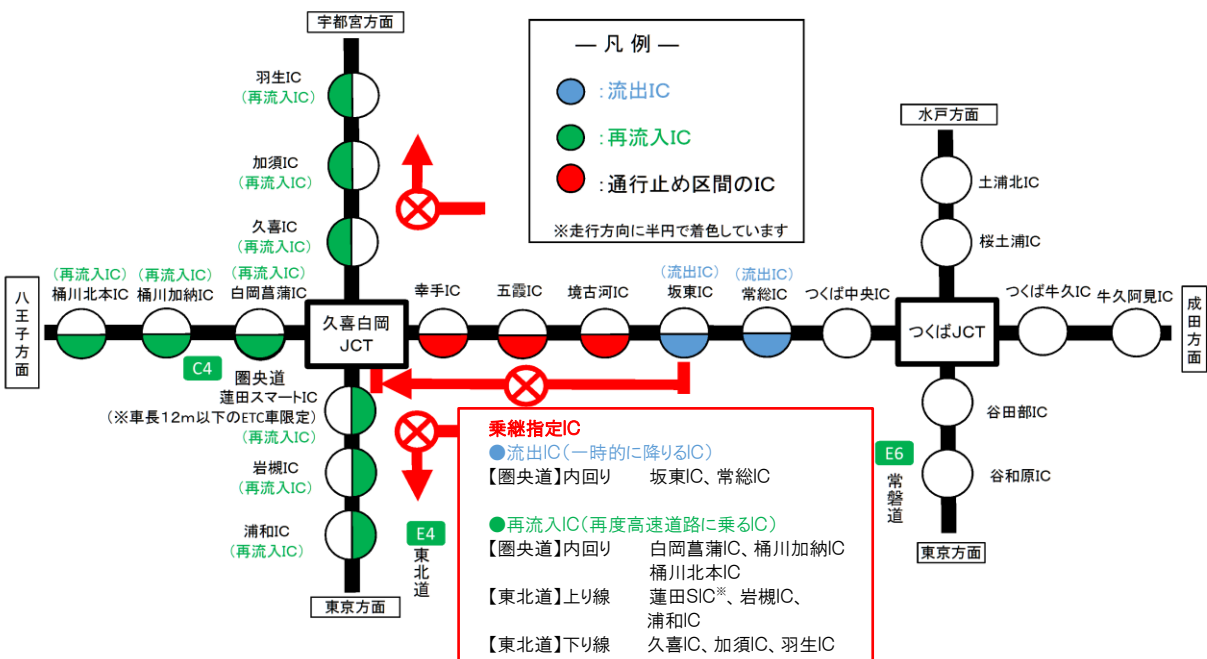 宇都宮方面
羽生IC
(再流入IC)
加須IC
(再流入IC)
久喜IC
(再流入IC)
― 凡 例 ―
：流出IC
：再流入IC
：通行止め区間のIC
※走行方向に半円で着色しています
水戸方面
土浦北IC
桜土浦IC
八王子方面
(再流入IC)
桶川北本IC
(再流入IC)
桶川加納IC
(再流入IC)
白岡菖蒲IC
久喜白岡
JCT
幸手IC
五霞IC
境古河IC
(流出IC)
坂東IC
(流出IC)
常総IC
つくば中央IC
つくばJCT
つくば牛久IC
牛久阿見IC
成田方面
C4
圏央道
蓮田スマートIC
(※車長12m以下のETC車限定)
(再流入IC)
岩槻IC
(再流入IC)
浦和IC
(再流入IC)
東京方面
E4
東北道
乗継指定IC
●流出IC(一時的に降りるIC)
【圏央道】内回り 坂東IC、常総IC
●再流入IC(再度高速道路に乗るIC)
【圏央道】内回り 白岡菖蒲IC、桶川加納IC
桶川北本IC
【東北道】上り線 蓮田SIC※、岩槻IC、
浦和IC
【東北道】下り線 久喜IC、加須IC、羽生IC
E6
常磐道
谷田部IC
谷和原IC
東京方面